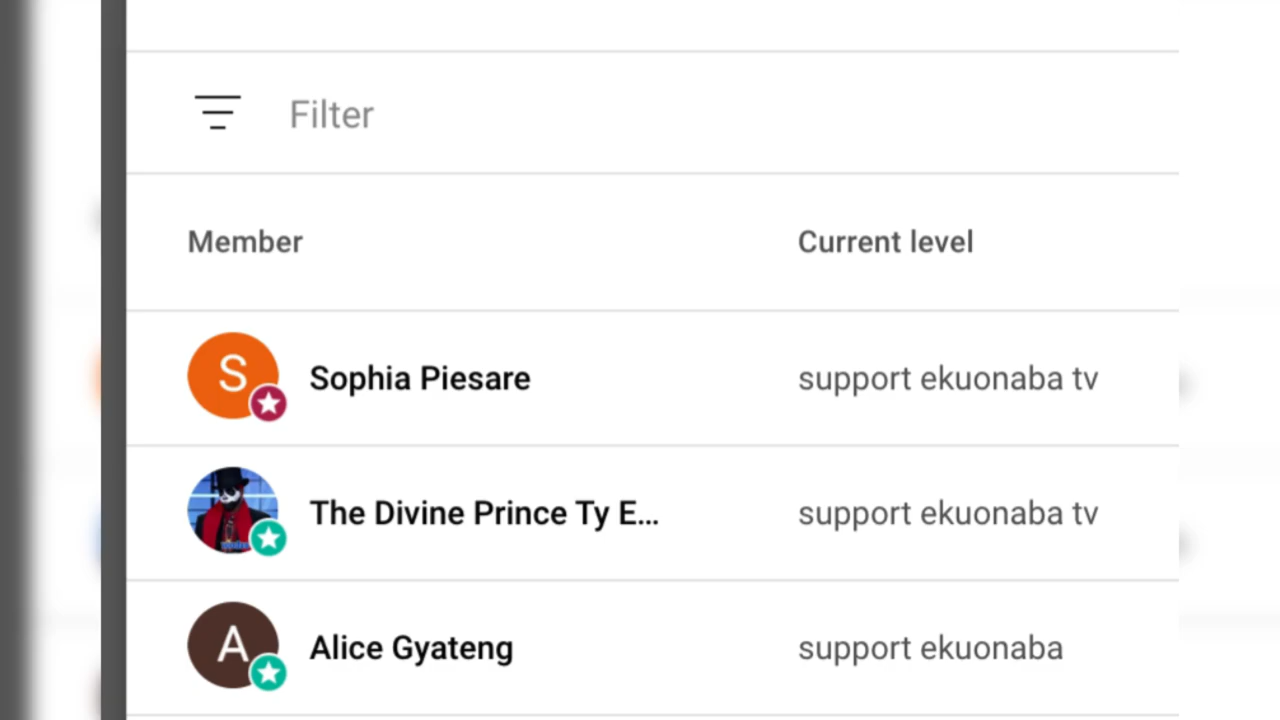 Filter
Member Current level
S Sophia Piesare support ekuonaba tv
The Divine Prince Ty E... support ekuonaba tv
A Alice Gyateng support ekuonaba